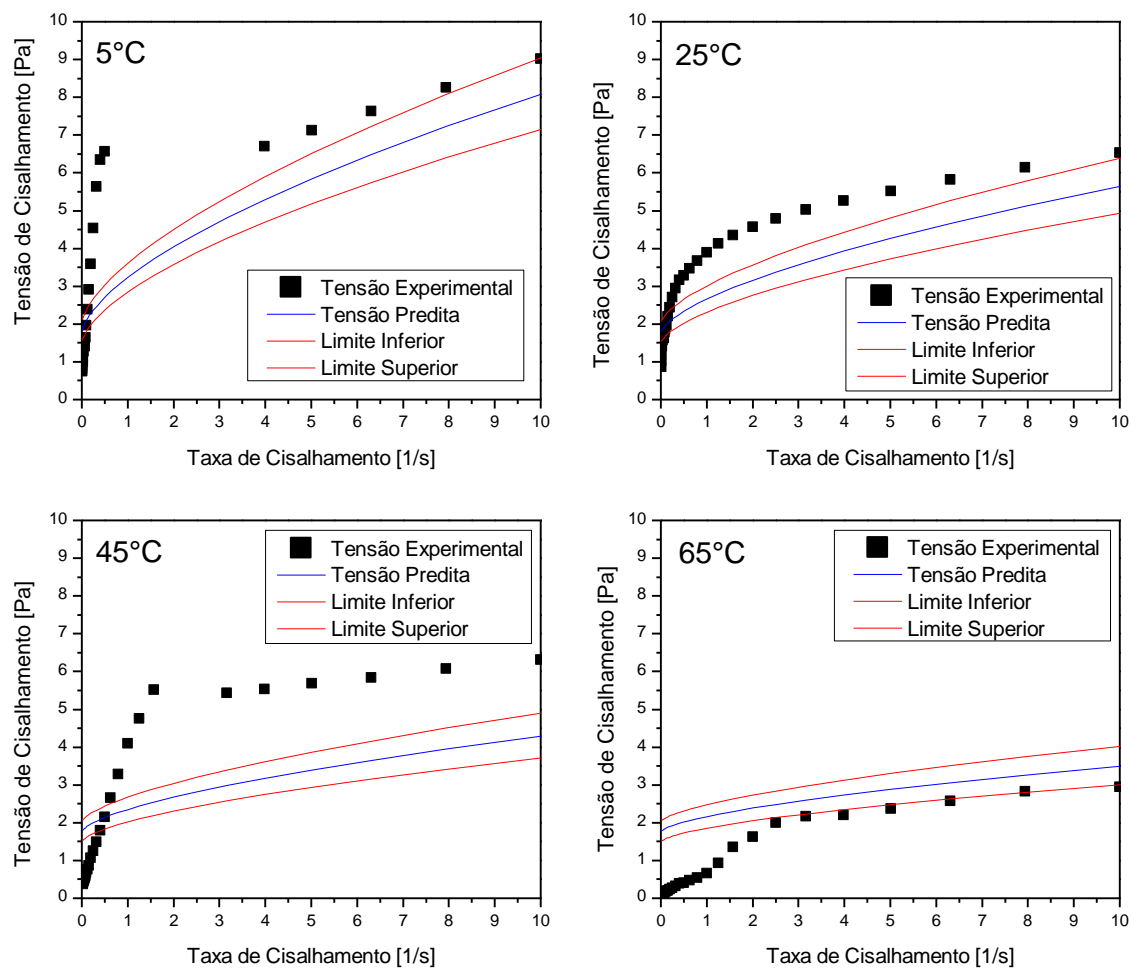 5°C
Tensão de Cisalhamento [Pa]
10
9
8
7
6
5
4
3
2
1
0
Tensão Experimental
Tensão Predita
Limite Inferior
Limite Superior
0 1 2 3 4 5 6 7 8 9 10
Taxa de Cisalhamento [1/s]
25°C
Tensão de Cisalhamento [Pa]
10
9
8
7
6
5
4
3
2
1
0
Tensão Experimental
Tensão Predita
Limite Inferior
Limite Superior
0 1 2 3 4 5 6 7 8 9 10
Taxa de Cisalhamento [1/s]
45°C
Tensão de Cisalhamento [Pa]
10
9
8
7
6
5
4
3
2
1
0
Tensão Experimental
Tensão Predita
Limite Inferior
Limite Superior
0 1 2 3 4 5 6 7 8 9 10
Taxa de Cisalhamento [1/s]
65°C
Tensão de Cisalhamento [Pa]
10
9
8
7
6
5
4
3
2
1
0
Tensão Experimental
Tensão Predita
Limite Inferior
Limite Superior
0 1 2 3 4 5 6 7 8 9 10
Taxa de Cisalhamento [1/s]